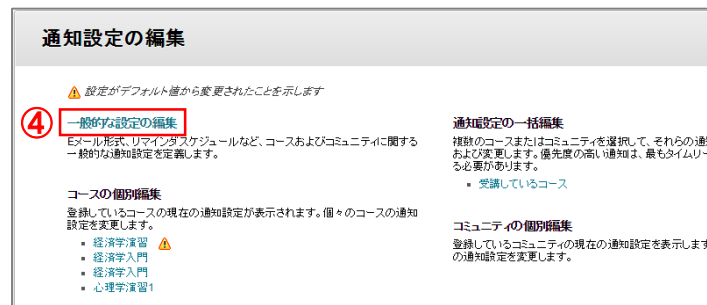 通知設定の編集
設定がデフォルト値から変更されたことを示します
④ 一般的な設定の編集
Eメール形式、リマインダスケジュールなど、コースおよびコミュニティに関する
一般的な通知設定を定義します。
コースの個別編集
登録しているコースの現在の通知設定が表示されます。個々のコースの通知
設定を変更します。
経済学演習
経済学入門
経済学入門
心理学演習1
通知設定の一括編集
複数のコースまたはコミュニティを選択して、それらの通
および変更します。優先度の高い通知は、最もタイムリー
る必要があります。
受講しているコース
コミュニティの個別編集
登録しているコミュニティの現在の通知設定を表示します
の通知設定を変更します。